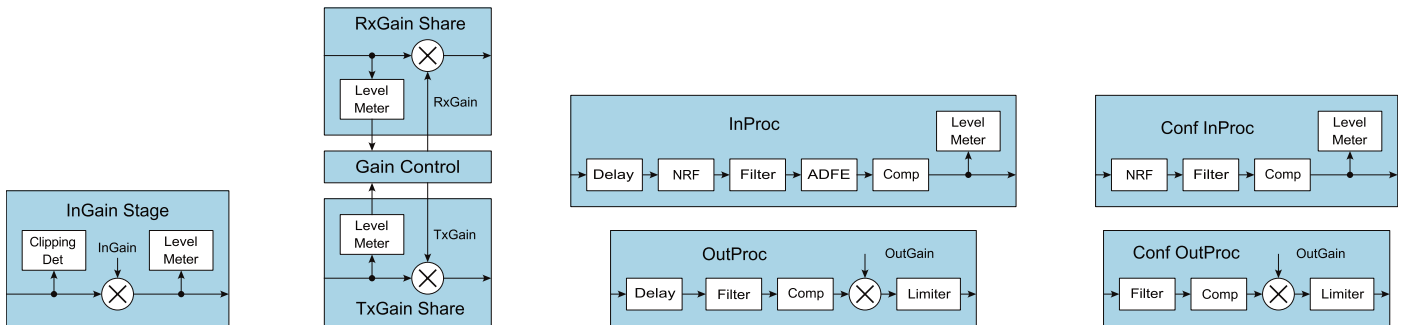 InGain Stage
Clipping
Det
InGain
Level
Meter
RxGain Share
Level
Meter
RxGain
Gain Control
Level
Meter
TxGain
TxGain Share
InProc
Level
Meter
Delay
NRF
Filter
ADFE
Comp
OutProc
OutGain
Delay
Filter
Comp
Limiter
Conf InProc
Level
Meter
NRF
Filter
Comp
Conf OutProc
OutGain
Filter
Comp
Limiter